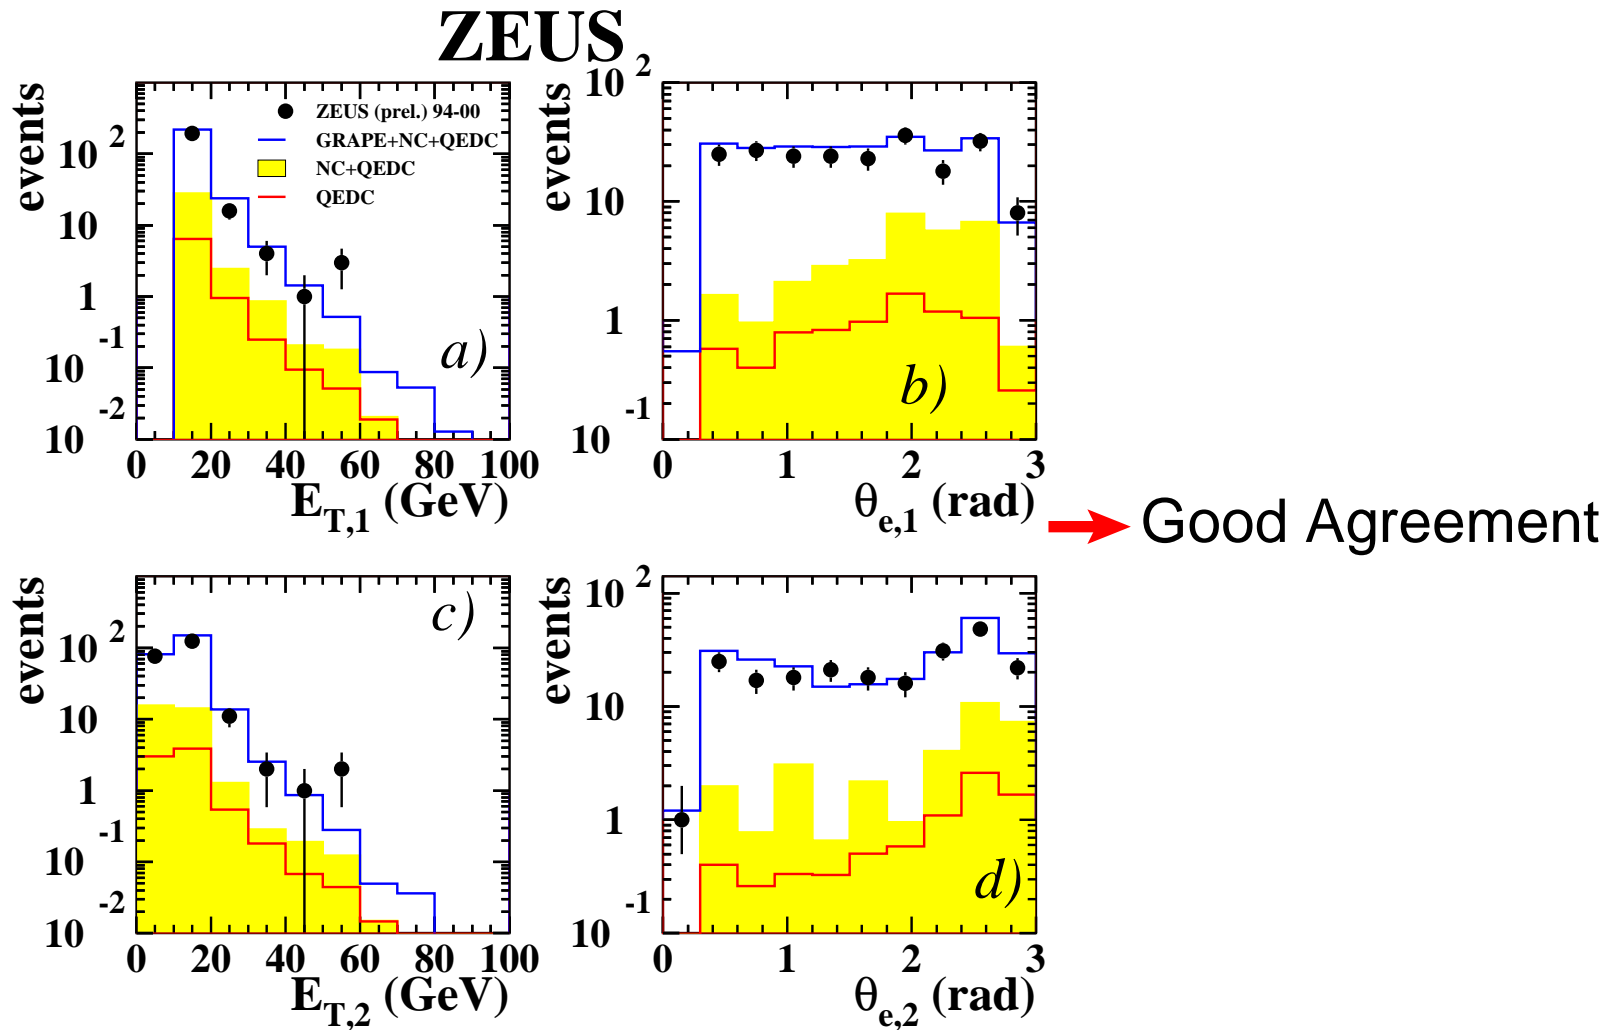 ZEUS
events
10 2
10
1
10 -1
10 -2
ZEUS (prel.) 94-00
GRAPE+NC+QEDC
NC+QEDC
QEDC
a)
0 20 40 60 80 100
E T,1 (GeV)
events
10 2
10
1
10 -1
b)
0 1 2 3
θ e,1 (rad)
Good Agreement
events
10 2
10
1
10 -1
10 -2
c)
0 20 40 60 80 100
E T,2 (GeV)
events
10 2
10
1
10 -1
d)
0 1 2 3
θ e,2 (rad)